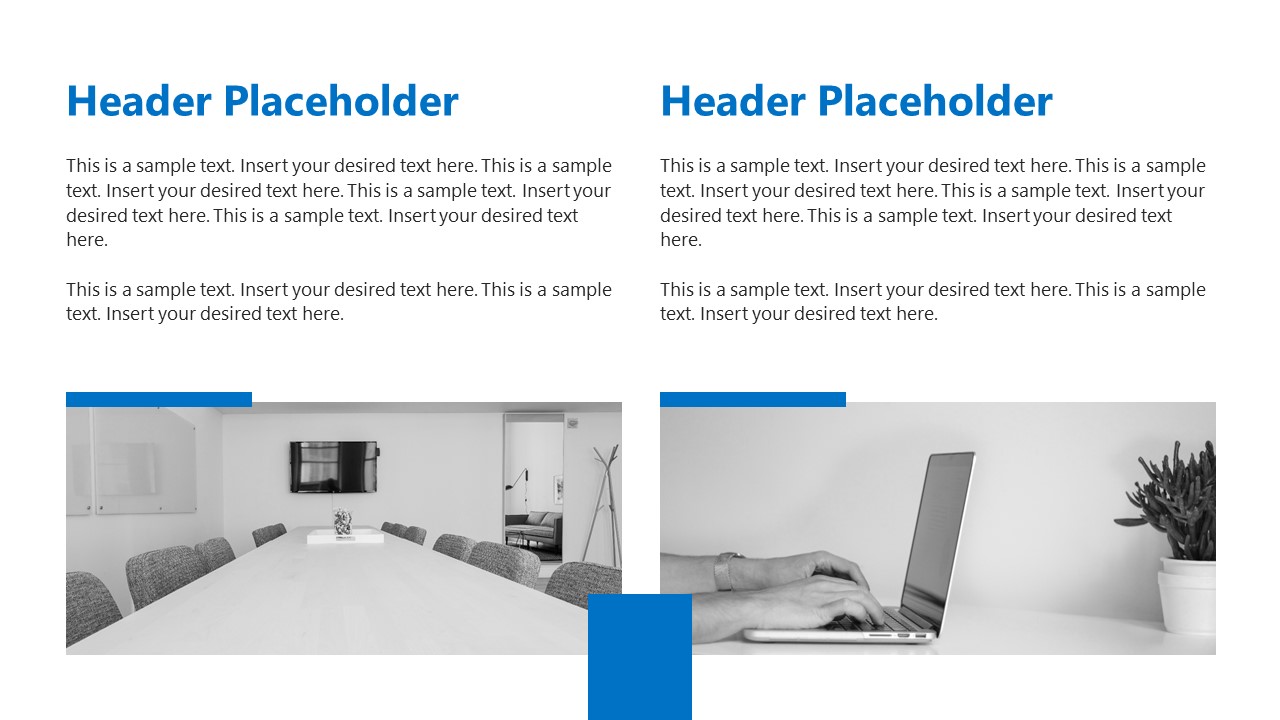 Header Placeholder
This is a sample text. Insert your desired text here. This is a sample
text. Insert your desired text here. This is a sample text. Insert your
desired text here. This is a sample text. Insert your desired text
here.
This is a sample text. Insert your desired text here. This is a sample
text. Insert your desired text here.
Header Placeholder
This is a sample text. Insert your desired text here. This is a sample
text. Insert your desired text here. This is a sample text. Insert your
desired text here. This is a sample text. Insert your desired text
here.
This is a sample text. Insert your desired text here. This is a sample
text. Insert your desired text here.